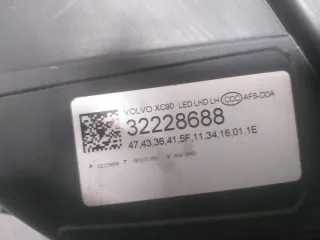 VOLVO XC90 LED LHD LH CCC AFS-DDA
32228688
47,43,36,41,5F,11,34,16,01,1E
P 32228688 T